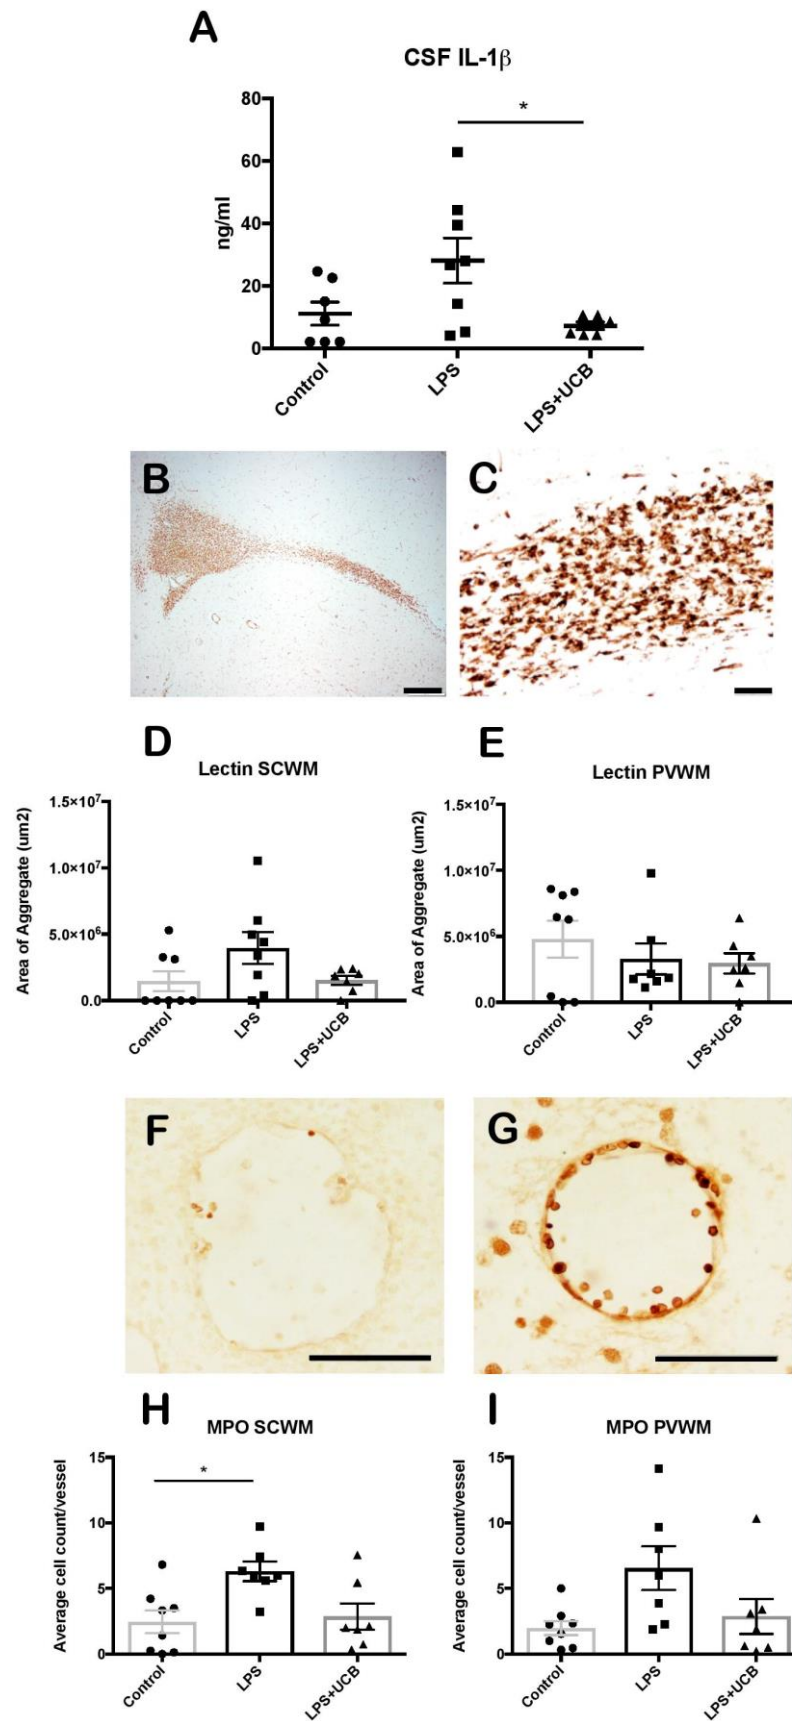 A
CSF IL-1β
ng/ml
80
60
40
20
0
*
Control
LPS
LPS+UCB
B
C
D
Lectin SCWM
Area of Aggregate (um2)
1.5×10⁷
1.0×10⁷
5.0×10⁶
0.0
Control
LPS
LPS+UCB
E
Lectin PVWM
Area of Aggregate (um2)
1.5×10⁷
1.0×10⁷
5.0×10⁶
0.0
Control
LPS
LPS+UCB
F
G
H
MPO SCWM
Average cell count/vessel
15
10
5
0
*
Control
LPS
LPS+UCB
I
MPO PVWM
Average cell count/vessel
15
10
5
0
Control
LPS
LPS+UCB